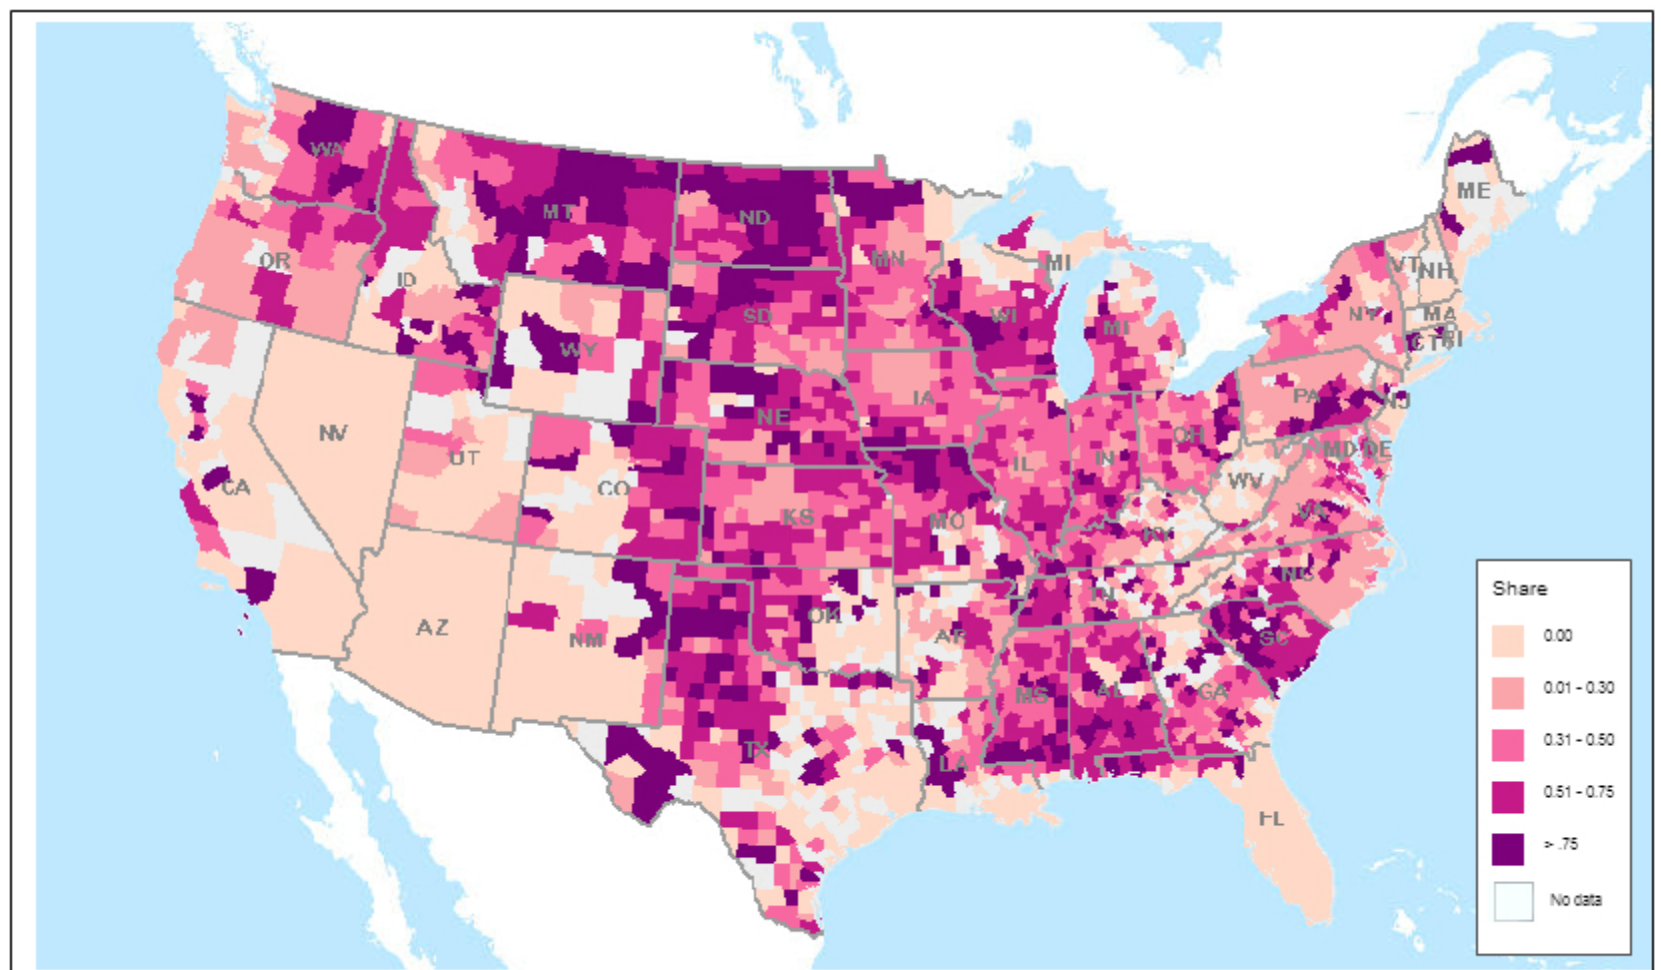 WA
ME
MT
ND
OR
MN
VT
NH
MI
ID
SD
WI
NY
MA
MI
CT
RI
WY
IA
PA
NJ
NE
NV
OH
UT
IL
IN
MD
DE
CA
CO
WV
KS
MO
VA
KY
NC
TN
OK
AZ
NM
AR
SC
MS
AL
GA
TX
LA
FL
Share
0.00
0.01 - 0.30
0.31 - 0.50
0.51 - 0.75
> .75
No data